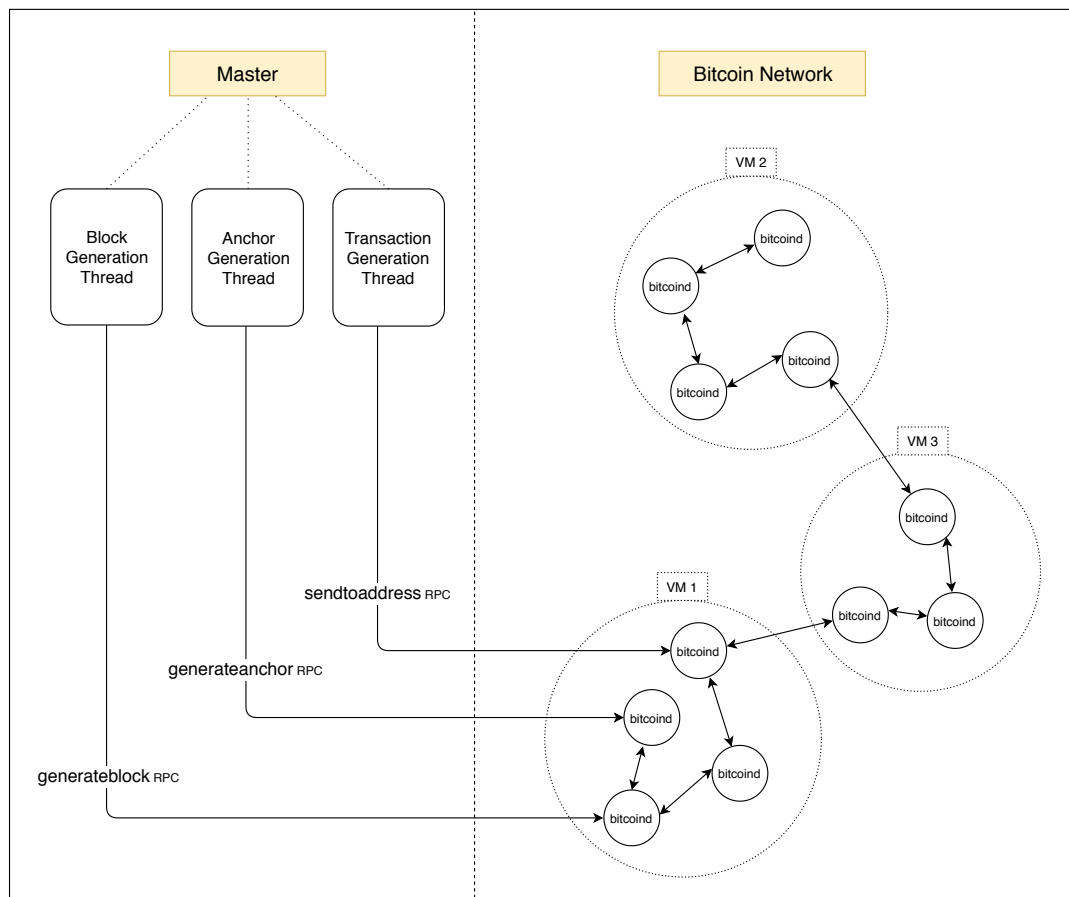 Master
Bitcoin Network
Block
Generation
Thread
Anchor
Generation
Thread
Transaction
Generation
Thread
VM 2
bitcoind
bitcoind
bitcoind
bitcoind
VM 3
bitcoind
bitcoind
bitcoind
VM 1
bitcoind
bitcoind
bitcoind
bitcoind
sendtoaddress RPC
generateanchor RPC
generateblock RPC